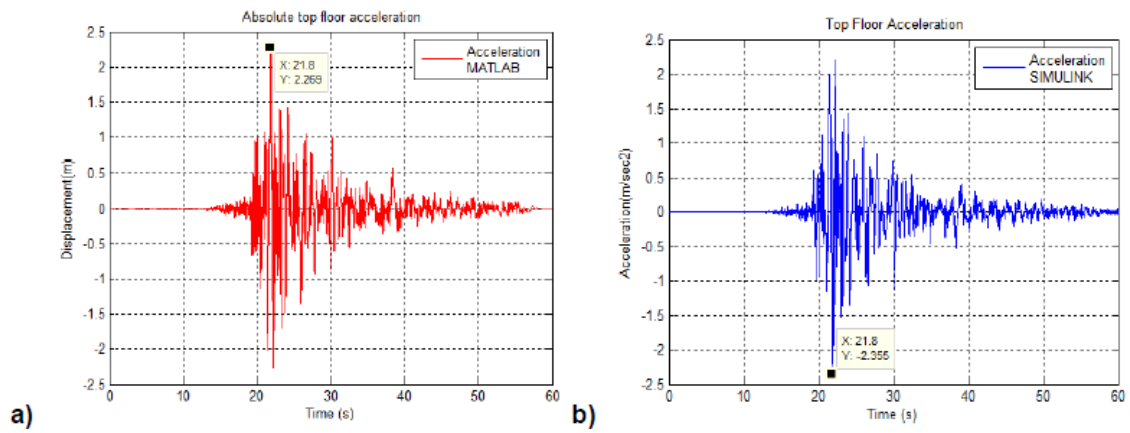 Absolute top floor acceleration
2.5
2
1.5
1
0.5
0
-0.5
-1
-1.5
-2
-2.5
Displacement(m)
X: 21.8
Y: 2.269
Acceleration
MATLAB
0 10 20 30 40 50 60
Time (s)
a)
Top Floor Acceleration
2.5
2
1.5
1
0.5
0
-0.5
-1
-1.5
-2
-2.5
Acceleration(m/sec2)
Acceleration
SIMULINK
X: 21.8
Y: -2.355
0 10 20 30 40 50 60
Time (s)
b)